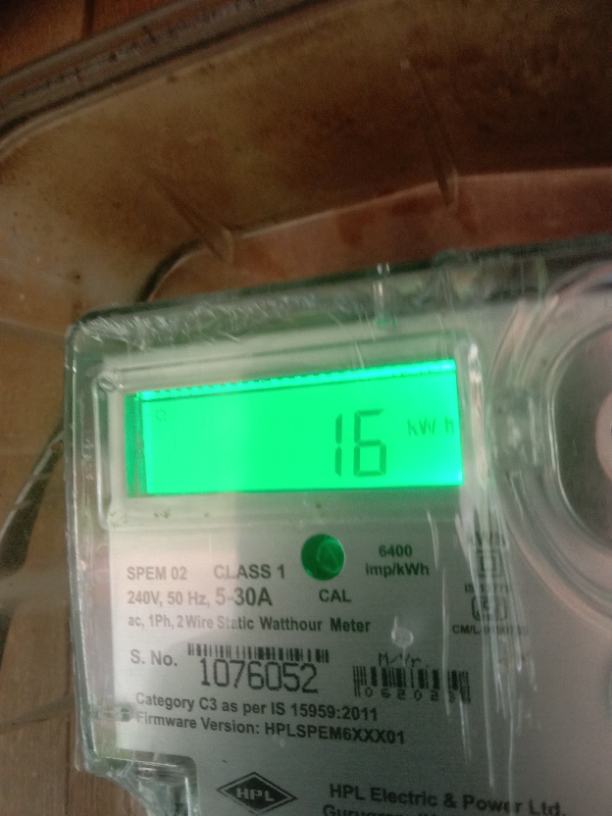 16 kWh
6400
imp/kWh
SPEM 02 CLASS 1
240V, 50 Hz, 5-30A
CAL
ac, 1Ph, 2 Wire Static Watthour Meter
S. No. 1076052
M/Yr.
Category C3 as per IS 15959:2011
Firmware Version: HPLSPEM6XXX01
HPL
HPL Electric & Power Ltd.